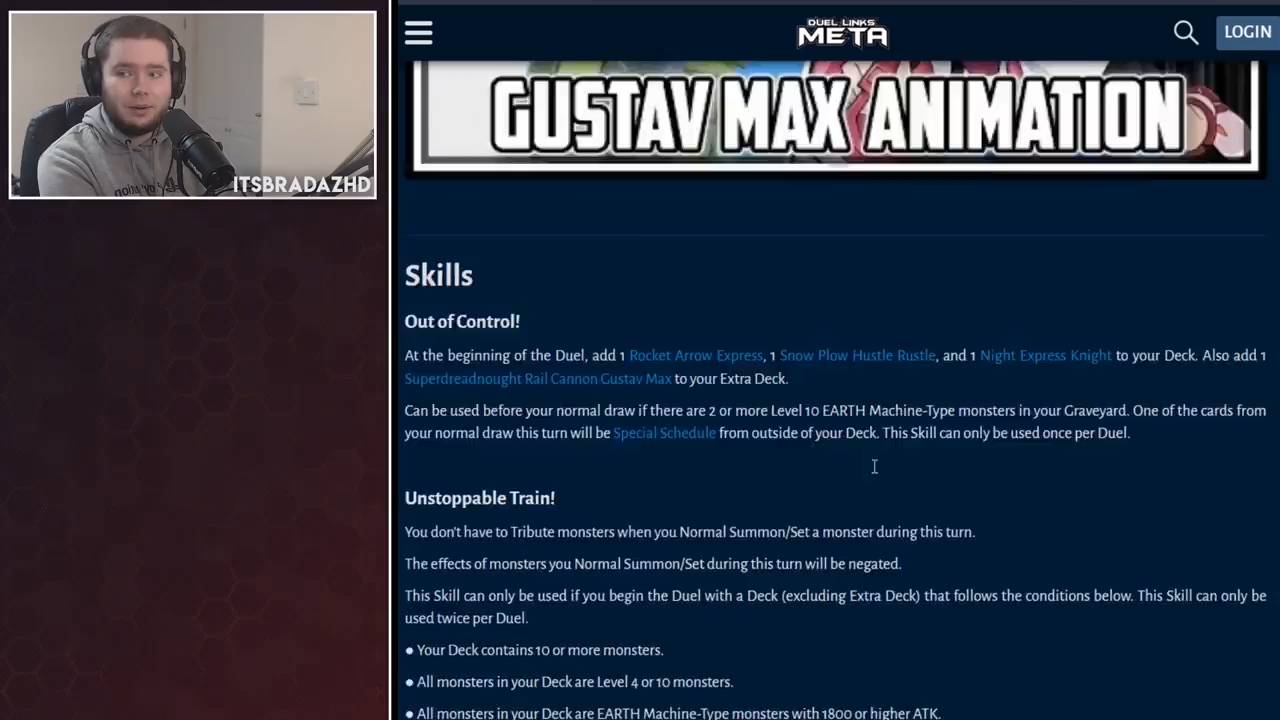 DUEL LINKS
META
LOGIN
GUSTAV MAX ANIMATION
ITSBRADAZHD
Skills
Out of Control!
At the beginning of the Duel, add 1 Rocket Arrow Express, 1 Snow Plow Hustle Rustle, and 1 Night Express Knight to your Deck. Also add 1
Superdreadnought Rail Cannon Gustav Max to your Extra Deck.
Can be used before your normal draw if there are 2 or more Level 10 EARTH Machine-Type monsters in your Graveyard. One of the cards from
your normal draw this turn will be Special Schedule from outside of your Deck. This Skill can only be used once per Duel.
Unstoppable Train!
You don't have to Tribute monsters when you Normal Summon/Set a monster during this turn.
The effects of monsters you Normal Summon/Set during this turn will be negated.
This Skill can only be used if you begin the Duel with a Deck (excluding Extra Deck) that follows the conditions below. This Skill can only be
used twice per Duel.
● Your Deck contains 10 or more monsters.
● All monsters in your Deck are Level 4 or 10 monsters.
● All monsters in your Deck are EARTH Machine-Type monsters with 1800 or higher ATK.